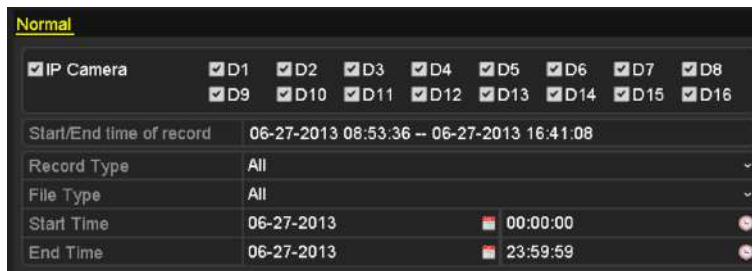 Normal
IP Camera D1 D2 D3 D4 D5 D6 D7 D8
D9 D10 D11 D12 D13 D14 D15 D16
Start/End time of record 06-27-2013 08:53:36 -- 06-27-2013 16:41:08
Record Type All
File Type All
Start Time 06-27-2013 00:00:00
End Time 06-27-2013 23:59:59